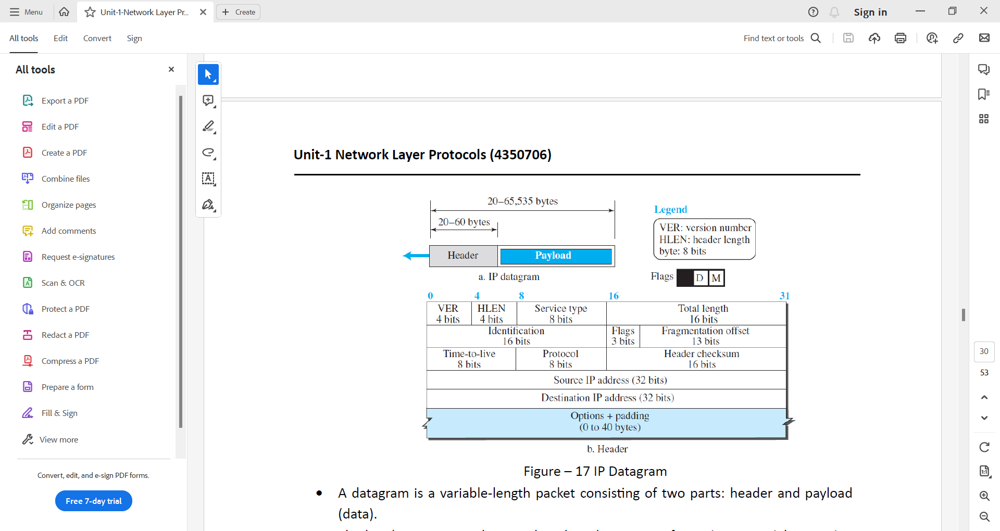 Menu
Unit-1-Network Layer Pr...
Create
Sign in
All tools
Edit
Convert
Sign
Find text or tools
All tools
Export a PDF
Edit a PDF
Create a PDF
Combine files
Organize pages
Add comments
Request e-signatures
Scan & OCR
Protect a PDF
Redact a PDF
Compress a PDF
Prepare a form
Fill & Sign
View more
Convert, edit, and e-sign PDF forms.
Free 7-day trial
Unit-1 Network Layer Protocols (4350706)
20–65,535 bytes
20–60 bytes
Header
Payload
a. IP datagram
Legend
VER: version number
HLEN: header length
byte: 8 bits
Flags D M
0 4 8 16 31
VER
4 bits
HLEN
4 bits
Service type
8 bits
Total length
16 bits
Identification
16 bits
Flags
3 bits
Fragmentation offset
13 bits
Time-to-live
8 bits
Protocol
8 bits
Header checksum
16 bits
Source IP address (32 bits)
Destination IP address (32 bits)
Options + padding
(0 to 40 bytes)
b. Header
Figure – 17 IP Datagram
• A datagram is a variable-length packet consisting of two parts: header and payload
(data).
30
53
1:1